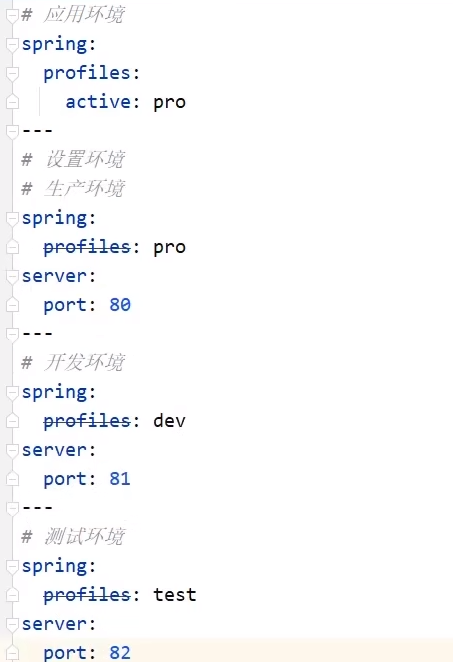 # 应用环境
spring:
  profiles:
    active: pro
---
# 设置环境
# 生产环境
spring:
  profiles: pro
server:
  port: 80
---
# 开发环境
spring:
  profiles: dev
server:
  port: 81
---
# 测试环境
spring:
  profiles: test
server:
  port: 82